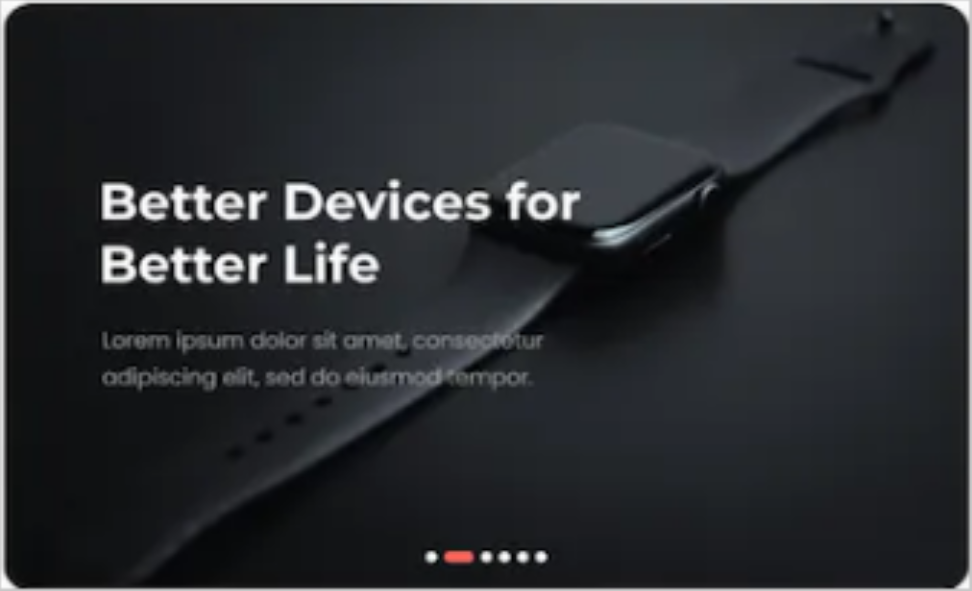 Better Devices for
Better Life
Lorem ipsum dolor sit amet, consectetur
adipiscing elit, sed do eiusmod tempor.